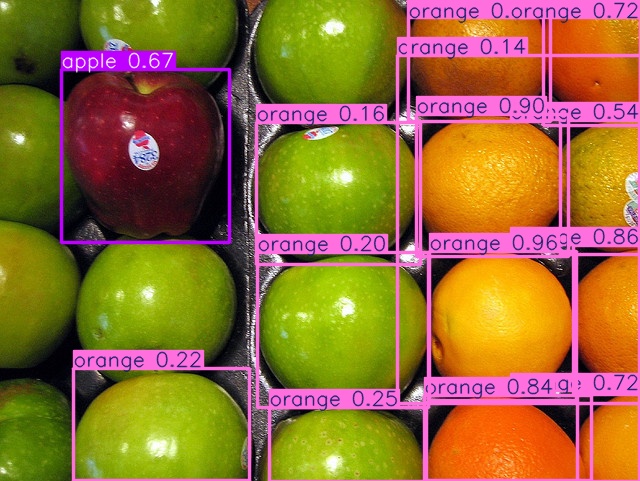 orange 0.
orange 0.72
orange 0.14
apple 0.67
orange 0.90
0.54
orange 0.16
orange 0.20
orange 0.96
0.86
orange 0.22
orange 0.25
orange 0.84
0.72